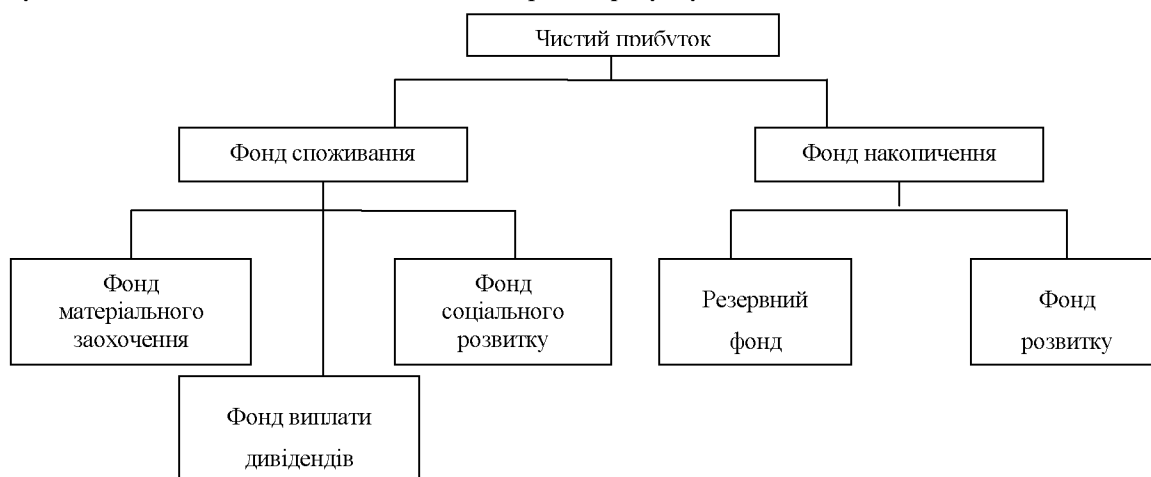 Чистий прибуток
Фонд споживання
Фонд накопичення
Фонд
матеріального
заохочення
Фонд
соціального
розвитку
Резервний
фонд
Фонд
розвитку
Фонд виплати
дивідендів